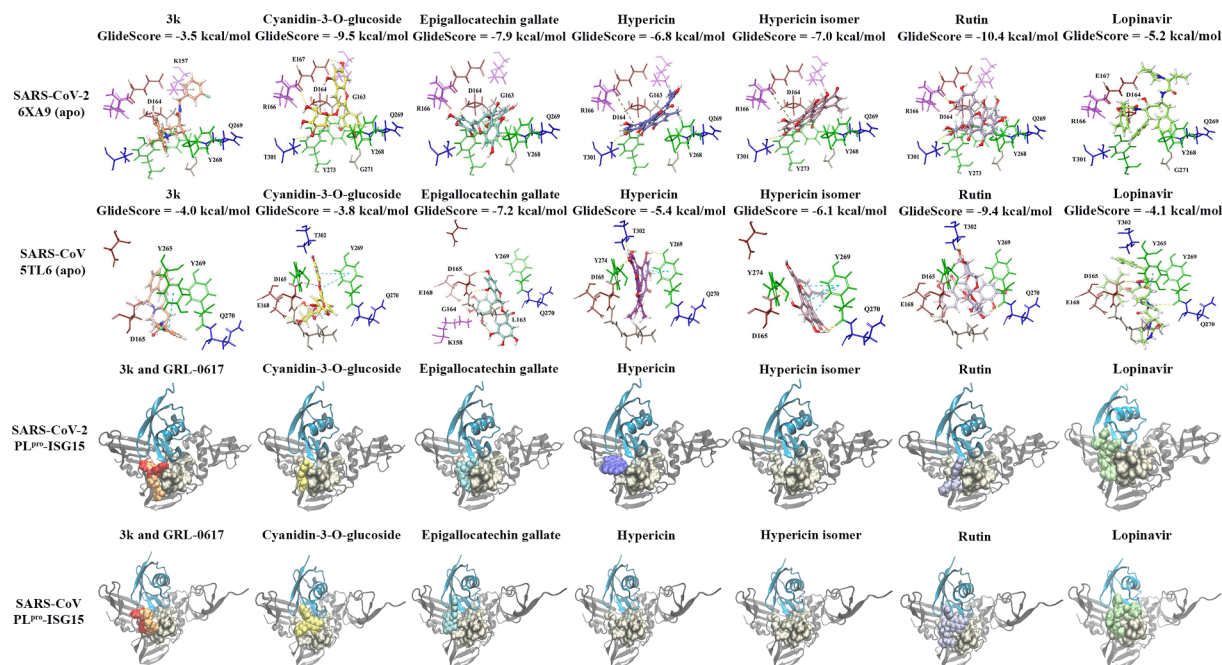 3k
GlideScore = -3.5 kcal/mol
Cyanidin-3-O-glucoside
GlideScore = -9.5 kcal/mol
Epigallocatechin gallate
GlideScore = -7.9 kcal/mol
Hypericin
GlideScore = -6.8 kcal/mol
Hypericin isomer
GlideScore = -7.0 kcal/mol
Rutin
GlideScore = -10.4 kcal/mol
Lopinavir
GlideScore = -5.2 kcal/mol
SARS-CoV-2
6XA9 (apo)
K157
D164
Y268
Q269
E167
R166
D164
G163
Q269
Y268
T301
Y273
G271
R166
D164
G163
Q269
Y268
R166
G163
D164
Q269
Y268
T301
R166
G163
D164
Q269
Y268
T301
Y273
R166
D164
Q269
Y268
E167
D164
R166
T301
Y268
G271
3k
GlideScore = -4.0 kcal/mol
Cyanidin-3-O-glucoside
GlideScore = -3.8 kcal/mol
Epigallocatechin gallate
GlideScore = -7.2 kcal/mol
Hypericin
GlideScore = -5.4 kcal/mol
Hypericin isomer
GlideScore = -6.1 kcal/mol
Rutin
GlideScore = -9.4 kcal/mol
Lopinavir
GlideScore = -4.1 kcal/mol
SARS-CoV
5TL6 (apo)
Y265
Y269
Q270
D165
T302
Y269
D165
E168
Q270
Y269
D165
E168
G164
Q270
L163
K158
T302
Y274
Y269
D165
E168
Q270
Y269
Y274
Q270
D165
T302
Y269
D165
E168
Q270
Y265
Y269
D165
E168
Q270
3k and GRL-0617
Cyanidin-3-O-glucoside
Epigallocatechin gallate
Hypericin
Hypericin isomer
Rutin
Lopinavir
SARS-CoV-2
PLpro-ISG15
3k and GRL-0617
Cyanidin-3-O-glucoside
Epigallocatechin gallate
Hypericin
Hypericin isomer
Rutin
Lopinavir
SARS-CoV
PLpro-ISG15